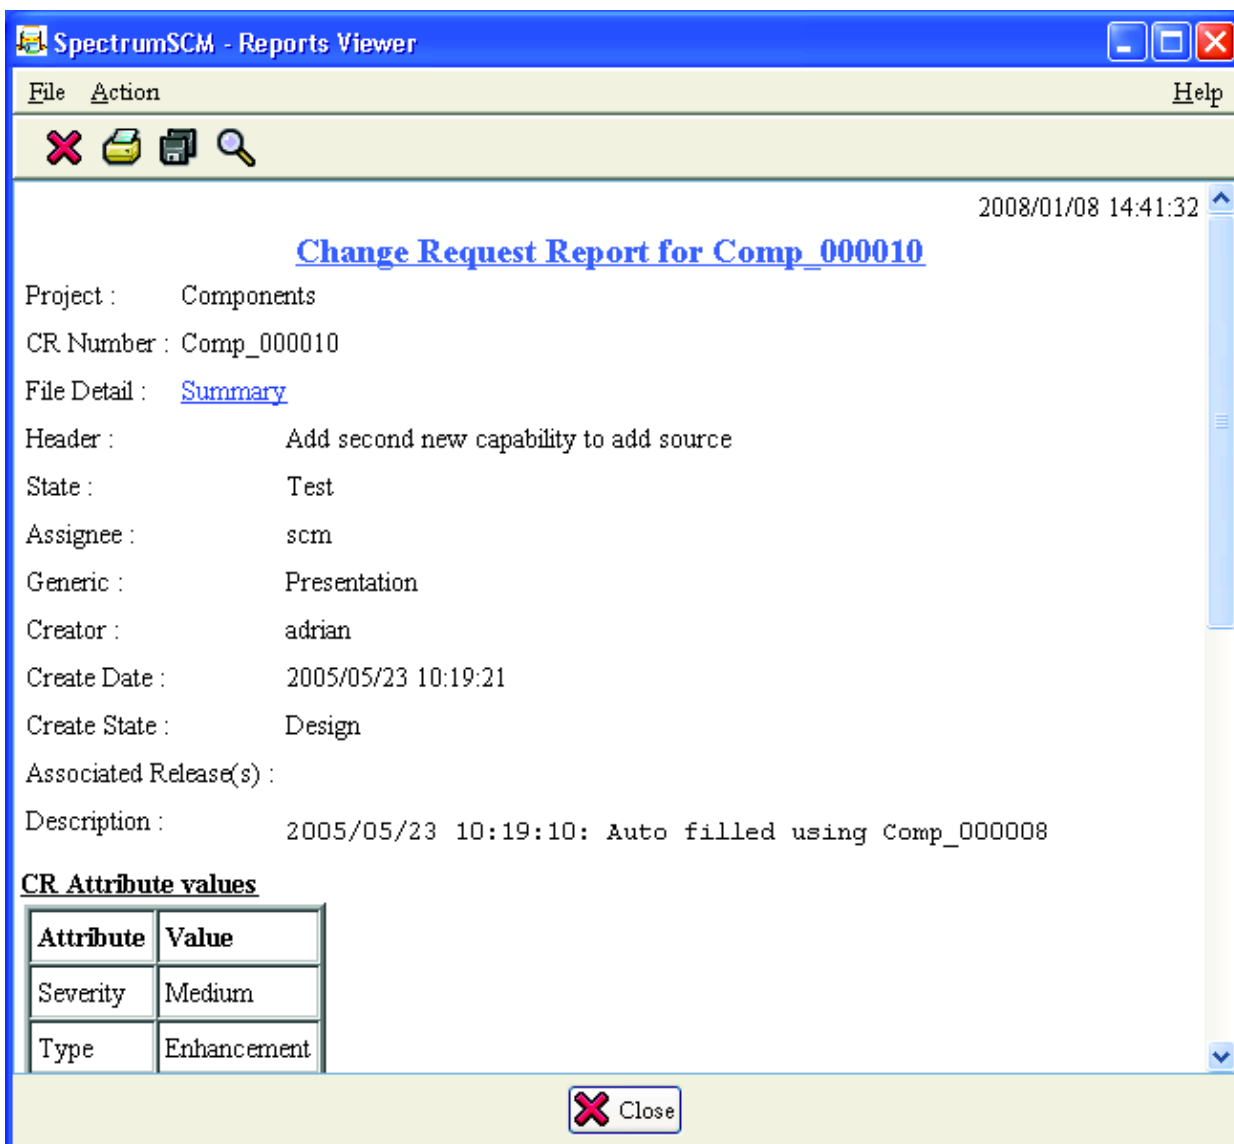 SpectrumSCM - Reports Viewer
File Action Help
2008/01/08 14:41:32
Change Request Report for Comp_000010
Project : Components
CR Number : Comp_000010
File Detail : Summary
Header : Add second new capability to add source
State : Test
Assignee : scm
Generic : Presentation
Creator : adrian
Create Date : 2005/05/23 10:19:21
Create State : Design
Associated Release(s) :
Description : 2005/05/23 10:19:10: Auto filled using Comp_000008
CR Attribute values
Attribute Value
Severity Medium
Type Enhancement
Close